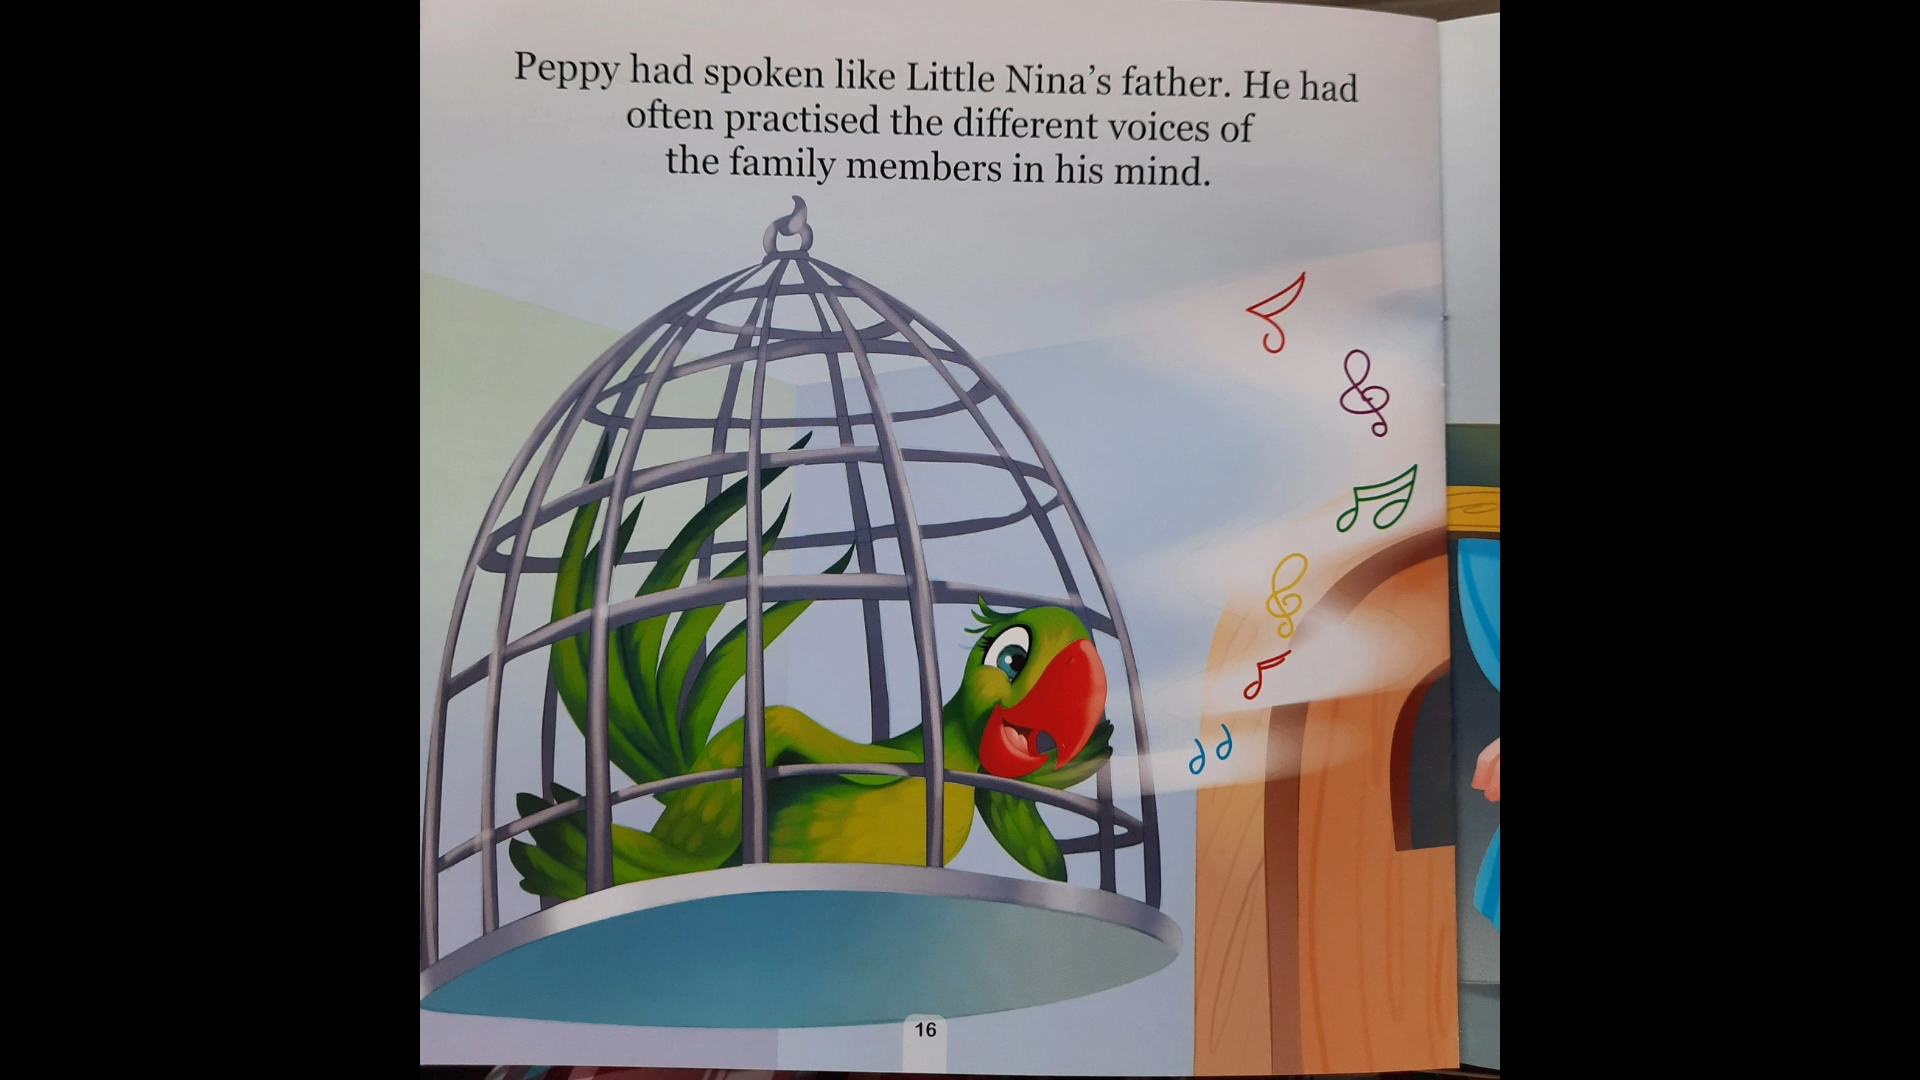 Peppy had spoken like Little Nina's father. He had
often practised the different voices of
the family members in his mind.
16